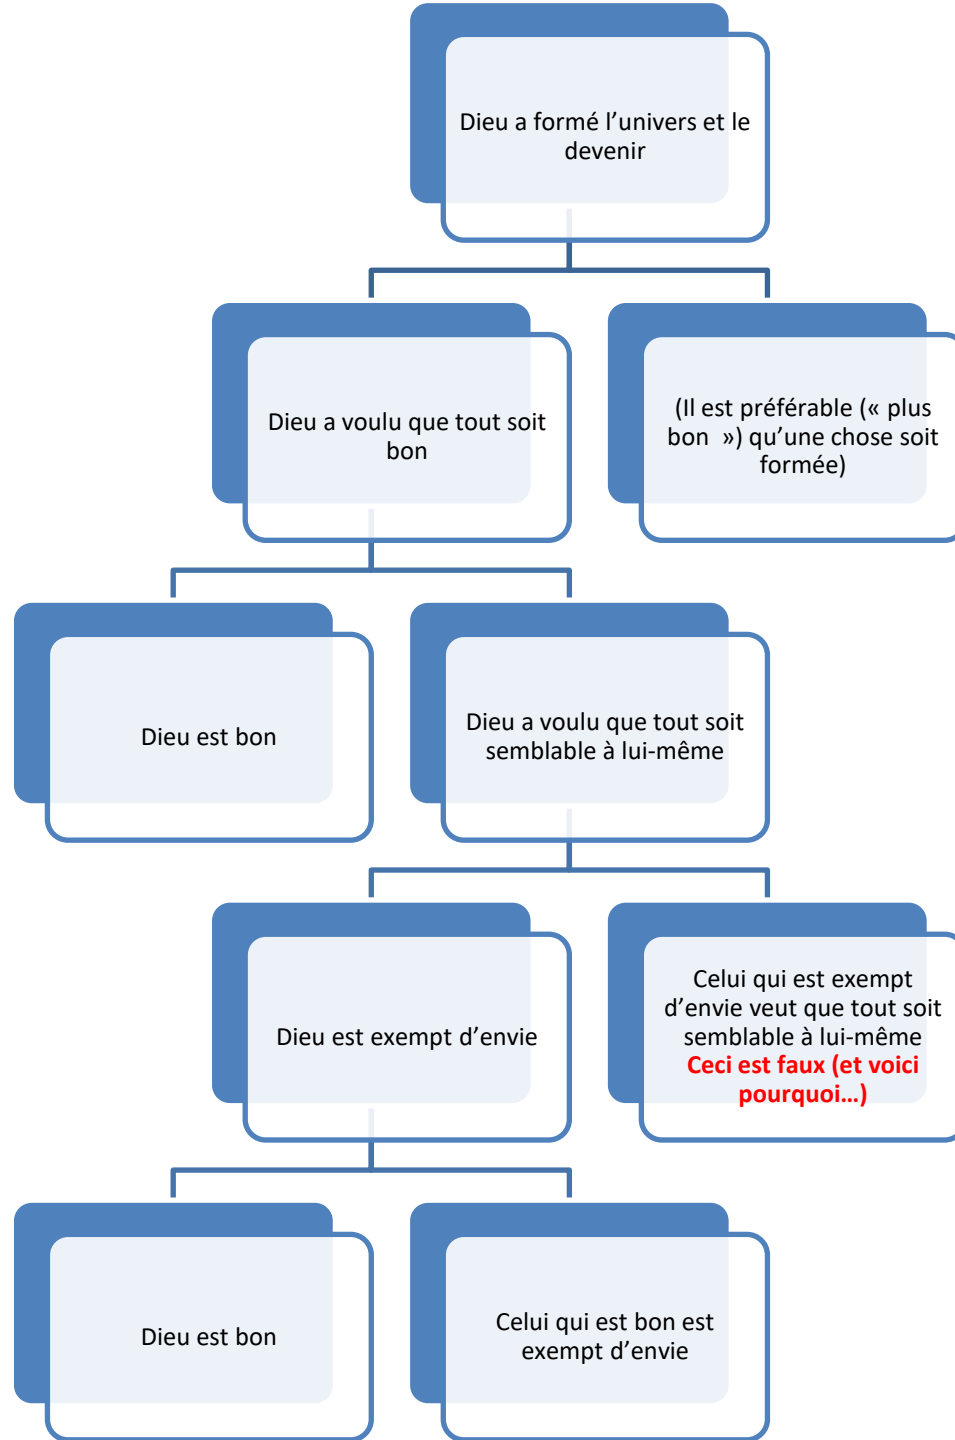 Dieu a formé l’univers et le
devenir
Dieu a voulu que tout soit
bon
(Il est préférable (« plus
bon  ») qu’une chose soit
formée)
Dieu est bon
Dieu a voulu que tout soit
semblable à lui-même
Dieu est exempt d’envie
Celui qui est exempt
d’envie veut que tout soit
semblable à lui-même
Ceci est faux (et voici
pourquoi…)
Dieu est bon
Celui qui est bon est
exempt d’envie